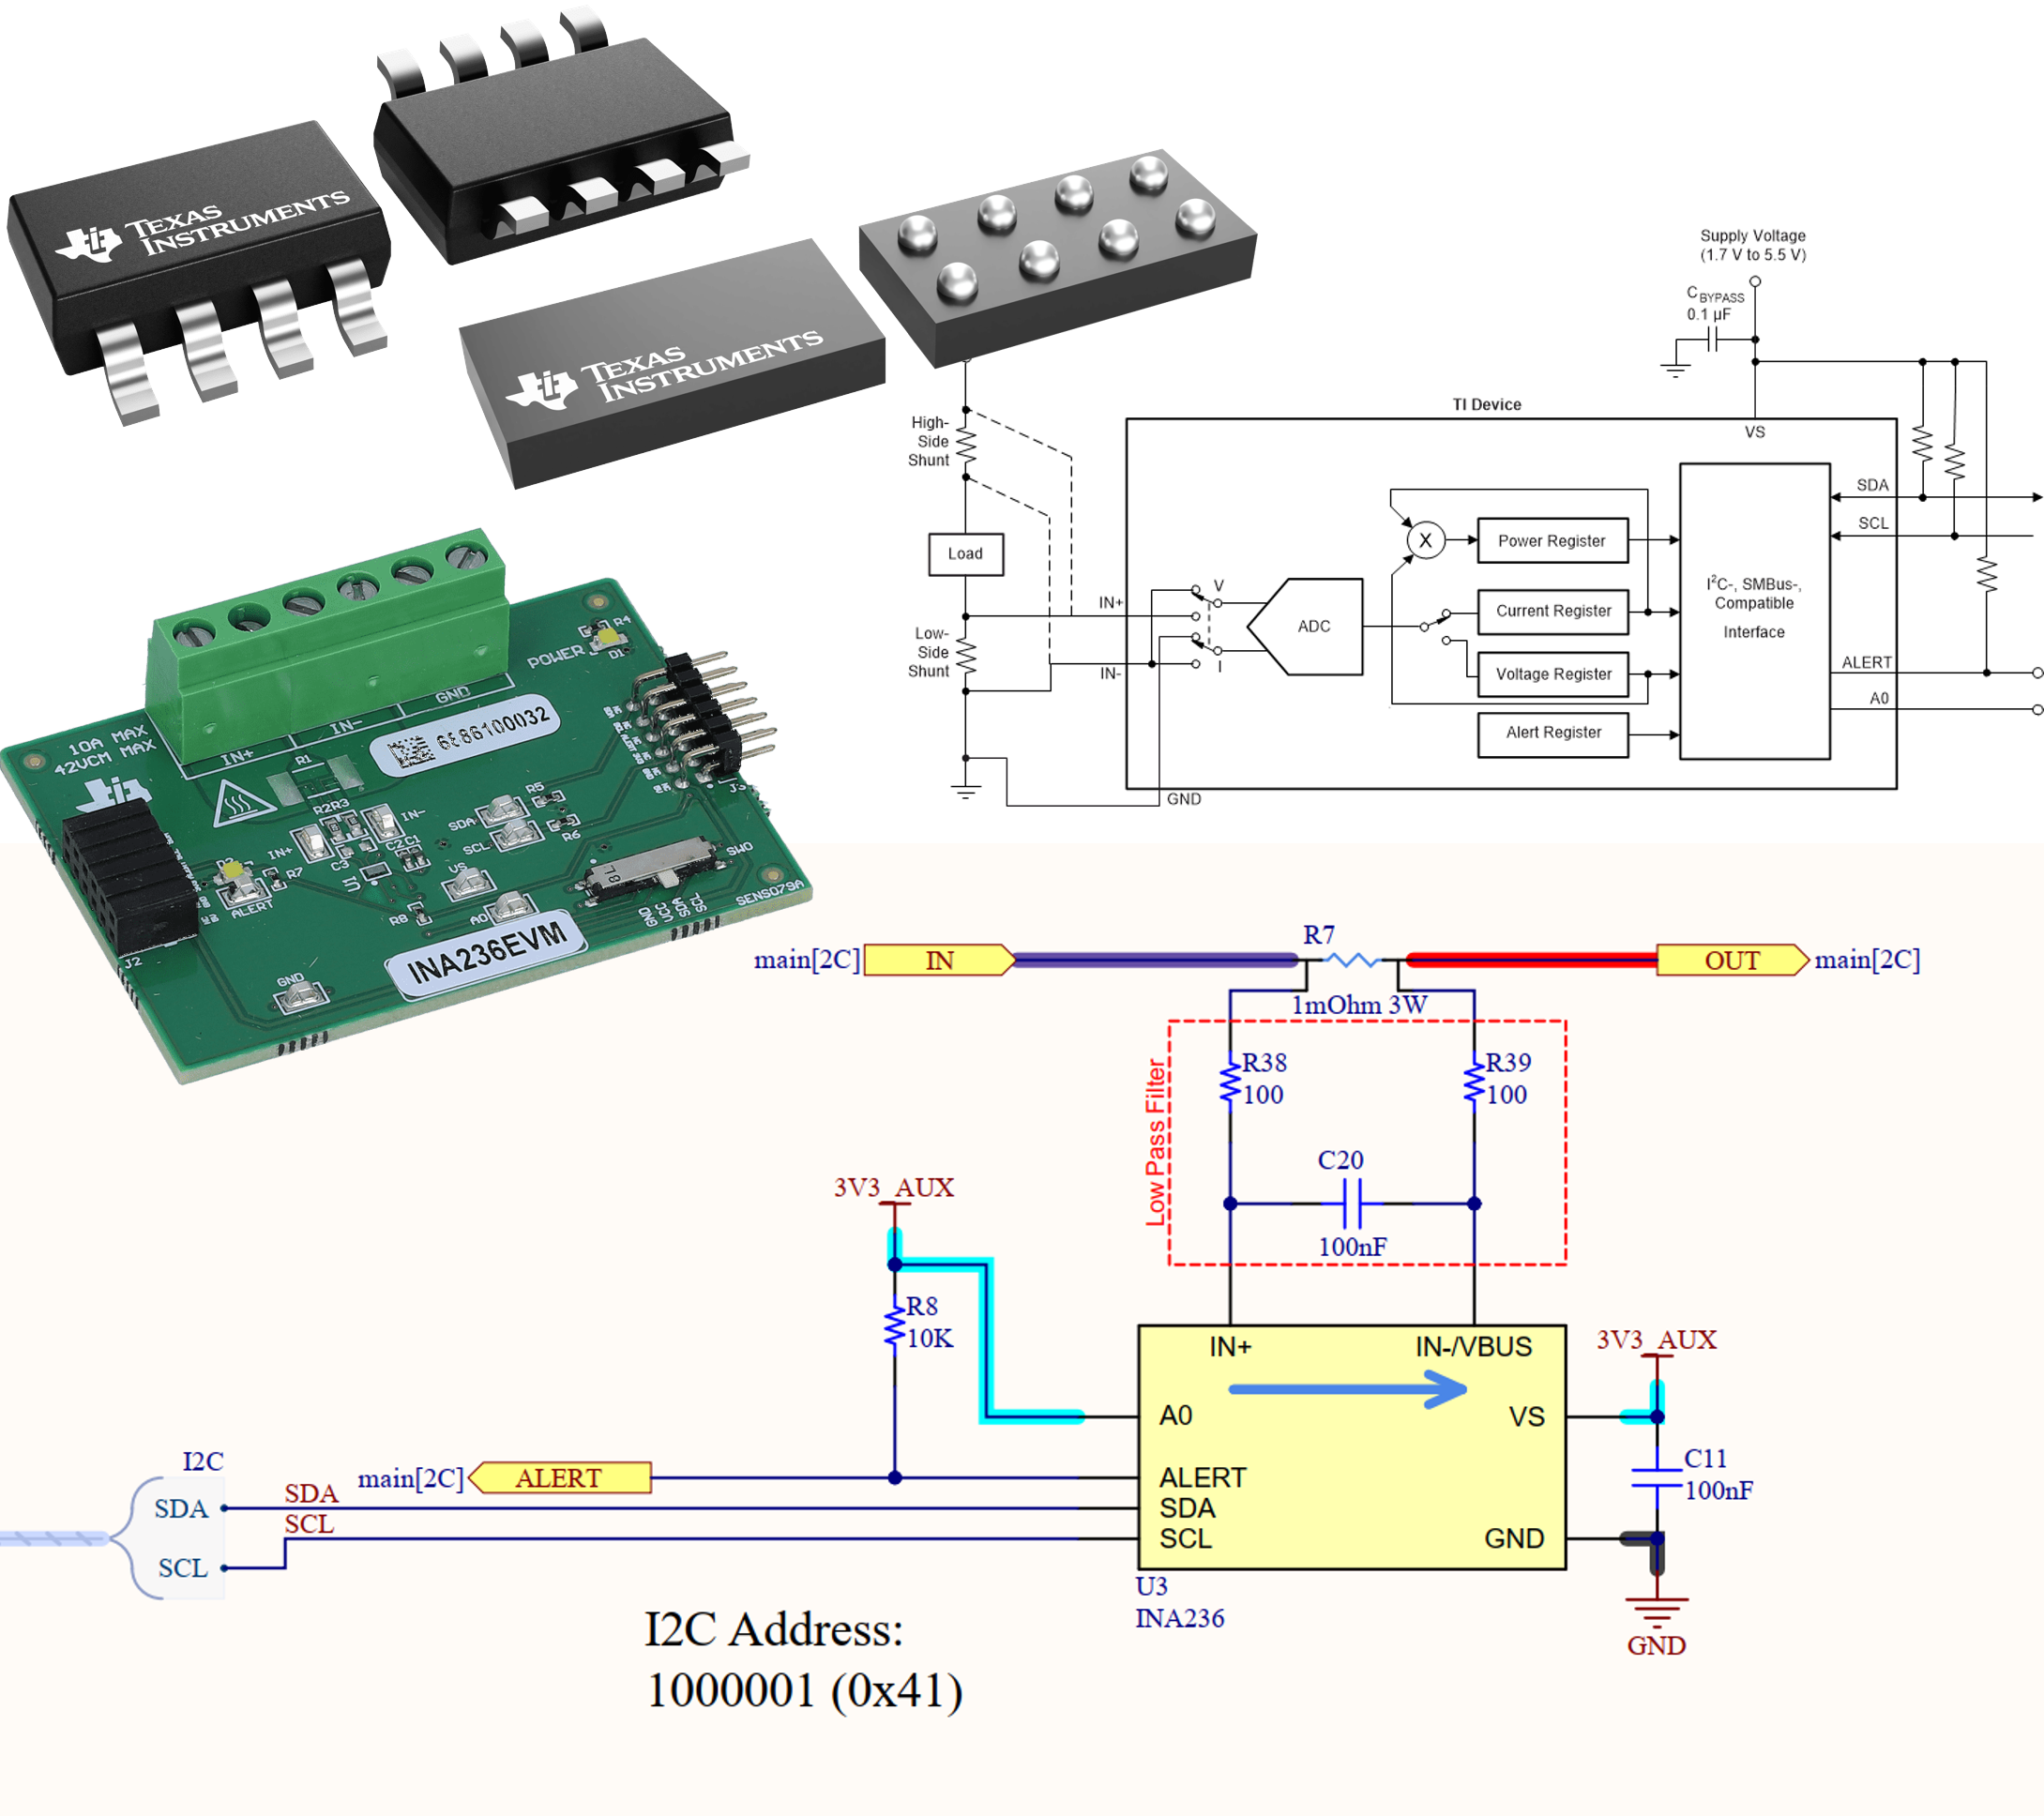 TEXAS
INSTRUMENTS
TEXAS
INSTRUMENTS
Supply Voltage
(1.7 V to 5.5 V)
CBYPASS
0.1 µF
TI Device
VS
High-
Side
Shunt
Load
Low-
Side
Shunt
IN+
IN-
GND
V
I
ADC
X
Power Register
Current Register
Voltage Register
Alert Register
I²C-, SMBus-,
Compatible
Interface
SDA
SCL
ALERT
A0
10A MAX
42VCM MAX
IN+
IN-
GND
POWER
R4
D1
6886100032
R1
R2R3
IN+
IN-
C3
C2C1
U1
SDA
SCL
R5
R6
VS
A0
R8
D2
R7
ALERT
J2
J3
SW0
GND
VCC
SDA
SCL
SENS079A
GND
INA236EVM
main[2C]
IN
R7
1mOhm 3W
OUT
main[2C]
Low Pass Filter
R38
100
R39
100
C20
100nF
3V3_AUX
R8
10K
IN+
IN-/VBUS
A0
ALERT
SDA
SCL
VS
GND
U3
INA236
3V3_AUX
C11
100nF
GND
main[2C]
ALERT
I2C
SDA
SCL
SDA
SCL
I2C Address:
1000001 (0x41)